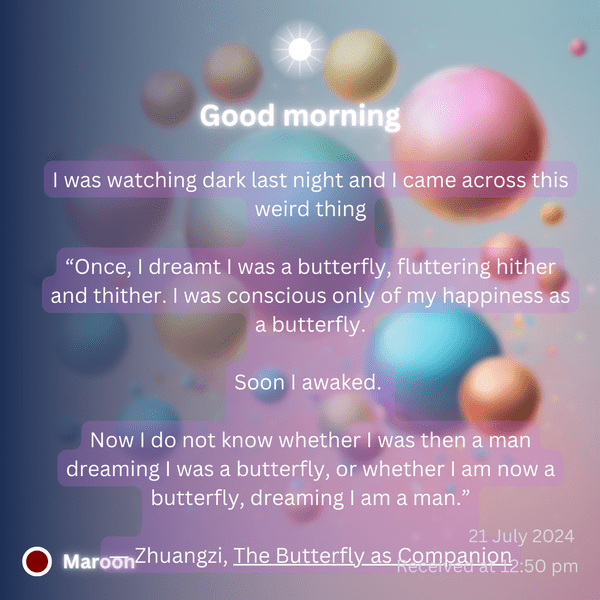 Good morning
I was watching dark last night and I came across this
weird thing
“Once, I dreamt I was a butterfly, fluttering hither
and thither. I was conscious only of my happiness as
a butterfly.
Soon I awaked.
Now I do not know whether I was then a man
dreaming I was a butterfly, or whether I am now a
butterfly, dreaming I am a man.”
—Zhuangzi, The Butterfly as Companion
Maroon
21 July 2024
Received at 12:50 pm